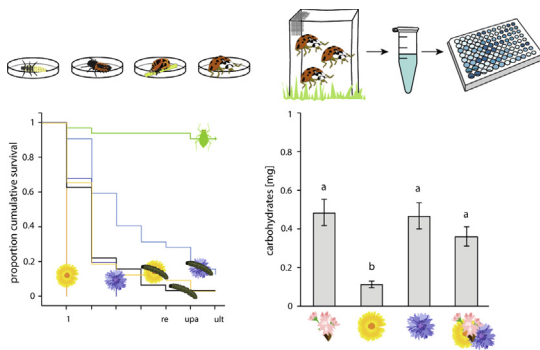 proportion cumulative survival
1
0.8
0.6
0.4
0.2
0
1
re
upa
ult
carbohydrates [mg]
1
0.8
0.6
0.4
0.2
0
a
b
a
a